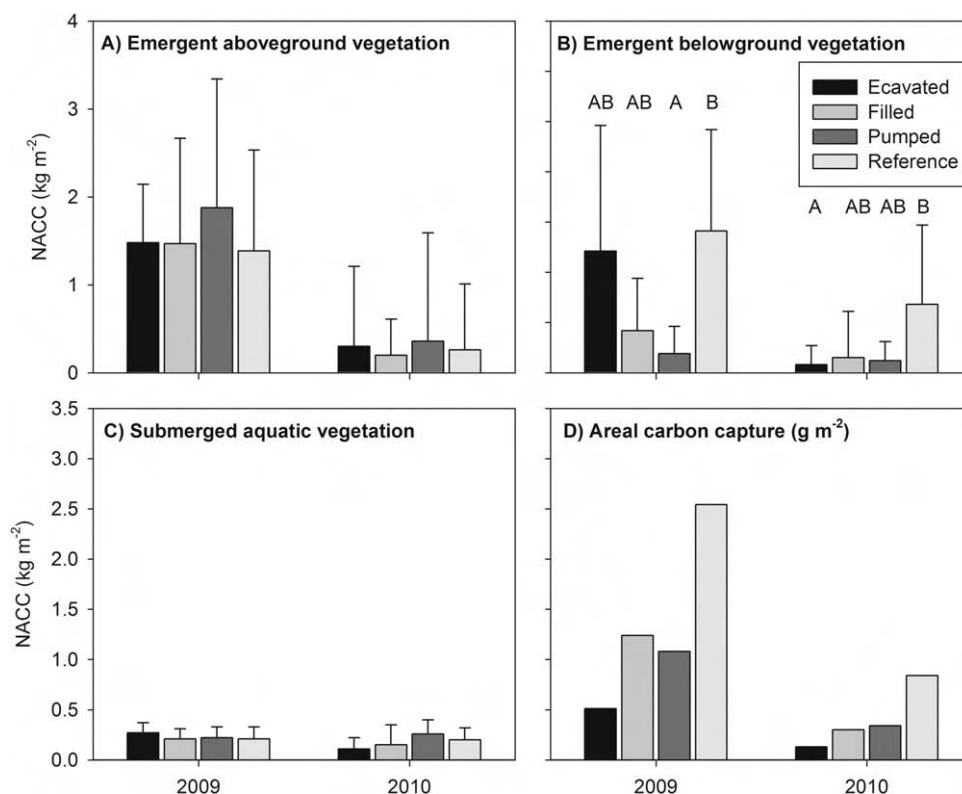 A) Emergent aboveground vegetation
4
3
2
1
0
NACC (kg m⁻²)
B) Emergent belowground vegetation
Ecavated
Filled
Pumped
Reference
AB AB A B
A AB AB B
C) Submerged aquatic vegetation
3.5
3.0
2.5
2.0
1.5
1.0
0.5
0.0
NACC (kg m⁻²)
2009 2010
D) Areal carbon capture (g m⁻²)
2009 2010